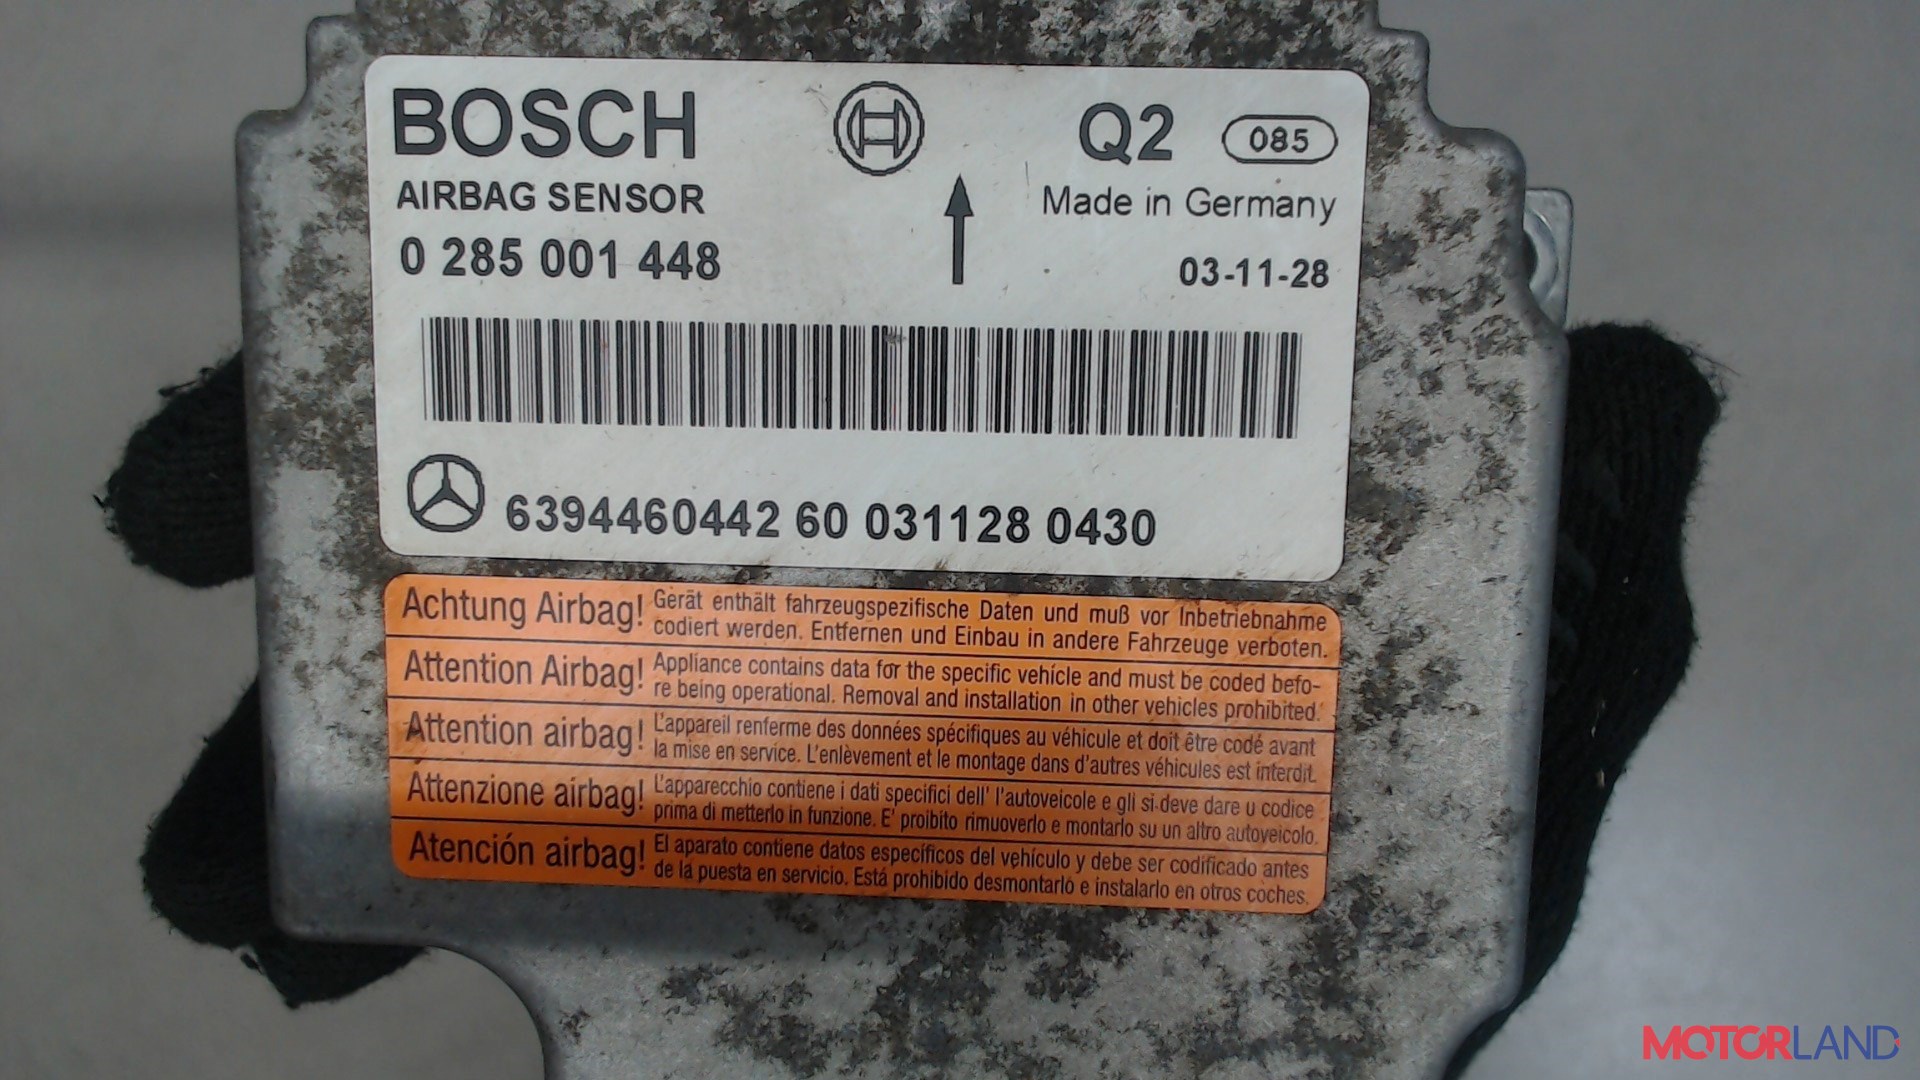 BOSCH
Q2
085
AIRBAG SENSOR
Made in Germany
0 285 001 448
03-11-28
6394460442 60 031128 0430
Achtung Airbag! Gerät enthält fahrzeugspezifische Daten und muß vor Inbetriebnahme
codiert werden. Entfernen und Einbau in andere Fahrzeuge verboten.
Attention Airbag! Appliance contains data for the specific vehicle and must be coded befo-
re being operational. Removal and installation in other vehicles prohibited.
Attention airbag! L'appareil renferme des données spécifiques au véhicule et doit être codé avant
la mise en service. L'enlèvement et le montage dans d'autres véhicules est interdit.
Attenzione airbag! L'apparecchio contiene i dati specifici dell' l'autoveicole e gli si deve dare u codice
prima di metterlo in funzione. E' proibito rimuoverlo e montarlo su un altro autoveicolo.
Atención airbag! El aparato contiene datos específicos del vehículo y debe ser codificado antes
de la puesta en servicio. Está prohibido desmontarlo e instalarlo en otros coches.
MOTORLAND